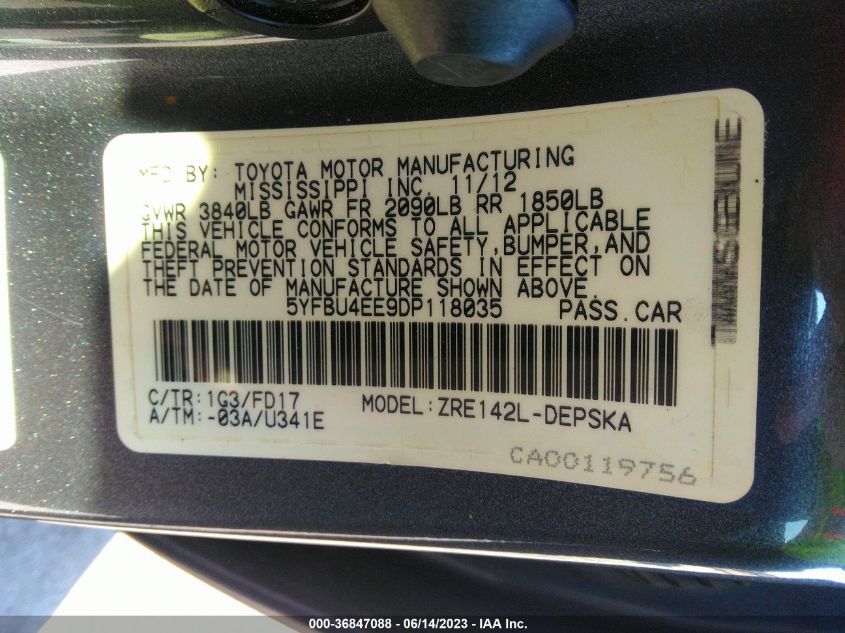 MFD BY: TOYOTA MOTOR MANUFACTURING
MISSISSIPPI INC. 11/12
GVWR 3840LB GAWR FR 2090LB RR 1850LB
THIS VEHICLE CONFORMS TO ALL APPLICABLE
FEDERAL MOTOR VEHICLE SAFETY,BUMPER,AND
THEFT PREVENTION STANDARDS IN EFFECT ON
THE DATE OF MANUFACTURE SHOWN ABOVE.
5YFBU4EE9DP118035 PASS.CAR
C/TR:1G3/FD17 MODEL:ZRE142L-DEPSKA
A/TM:-03A/U341E
CA00119756
000-36847088 - 06/14/2023 - IAA Inc.